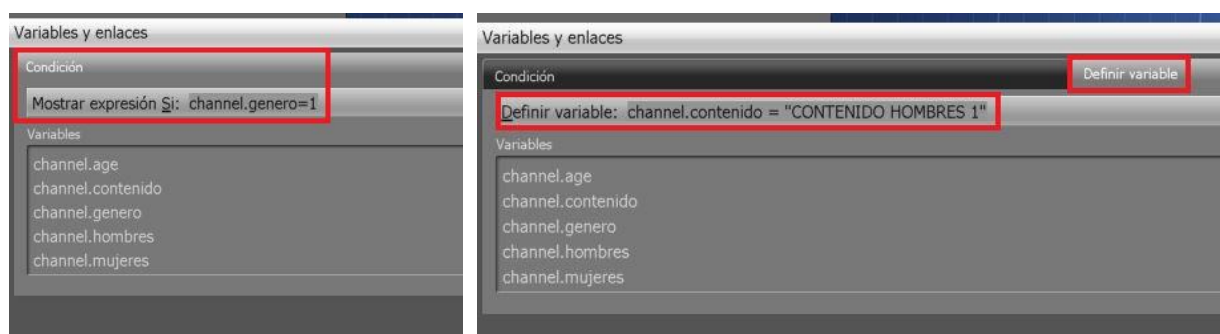 Variables y enlaces
Condición
Mostrar expresión Si: channel.genero=1
Variables
channel.age
channel.contenido
channel.genero
channel.hombres
channel.mujeres
Variables y enlaces
Condición
Definir variable
Definir variable: channel.contenido = "CONTENIDO HOMBRES 1"
Variables
channel.age
channel.contenido
channel.genero
channel.hombres
channel.mujeres